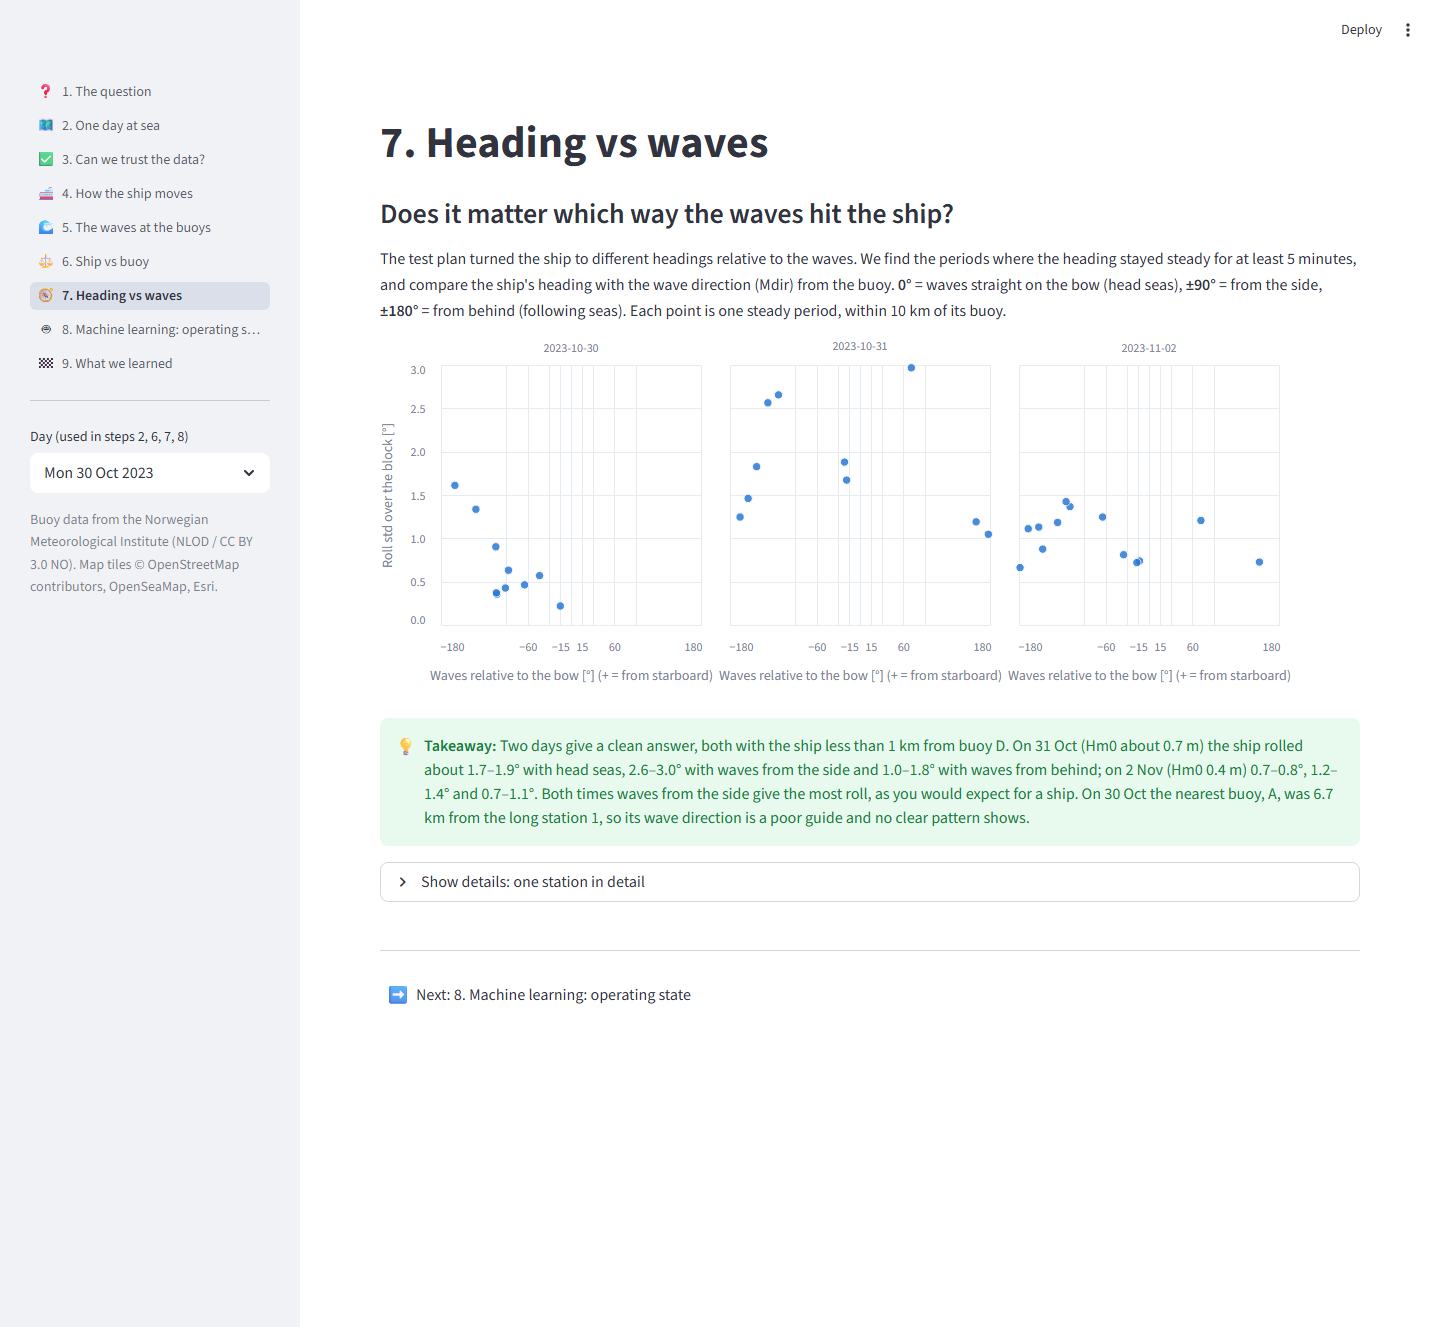 Deploy
1. The question
2. One day at sea
3. Can we trust the data?
4. How the ship moves
5. The waves at the buoys
6. Ship vs buoy
7. Heading vs waves
8. Machine learning: operating s…
9. What we learned
Day (used in steps 2, 6, 7, 8)
Mon 30 Oct 2023
Buoy data from the Norwegian
Meteorological Institute (NLOD / CC BY
3.0 NO). Map tiles © OpenStreetMap
contributors, OpenSeaMap, Esri.
7. Heading vs waves
Does it matter which way the waves hit the ship?
The test plan turned the ship to different headings relative to the waves. We find the periods where the heading stayed steady for at least 5 minutes,
and compare the ship's heading with the wave direction (Mdir) from the buoy. 0° = waves straight on the bow (head seas), ±90° = from the side,
±180° = from behind (following seas). Each point is one steady period, within 10 km of its buoy.
2023-10-30 2023-10-31 2023-11-02
3.0
2.5
2.0
1.5
1.0
0.5
0.0
Roll std over the block [°]
−180 −60 −15 15 60 180 −180 −60 −15 15 60 180 −180 −60 −15 15 60 180
Waves relative to the bow [°] (+ = from starboard) Waves relative to the bow [°] (+ = from starboard) Waves relative to the bow [°] (+ = from starboard)
Takeaway: Two days give a clean answer, both with the ship less than 1 km from buoy D. On 31 Oct (Hm0 about 0.7 m) the ship rolled
about 1.7–1.9° with head seas, 2.6–3.0° with waves from the side and 1.0–1.8° with waves from behind; on 2 Nov (Hm0 0.4 m) 0.7–0.8°, 1.2–
1.4° and 0.7–1.1°. Both times waves from the side give the most roll, as you would expect for a ship. On 30 Oct the nearest buoy, A, was 6.7
km from the long station 1, so its wave direction is a poor guide and no clear pattern shows.
Show details: one station in detail
Next: 8. Machine learning: operating state